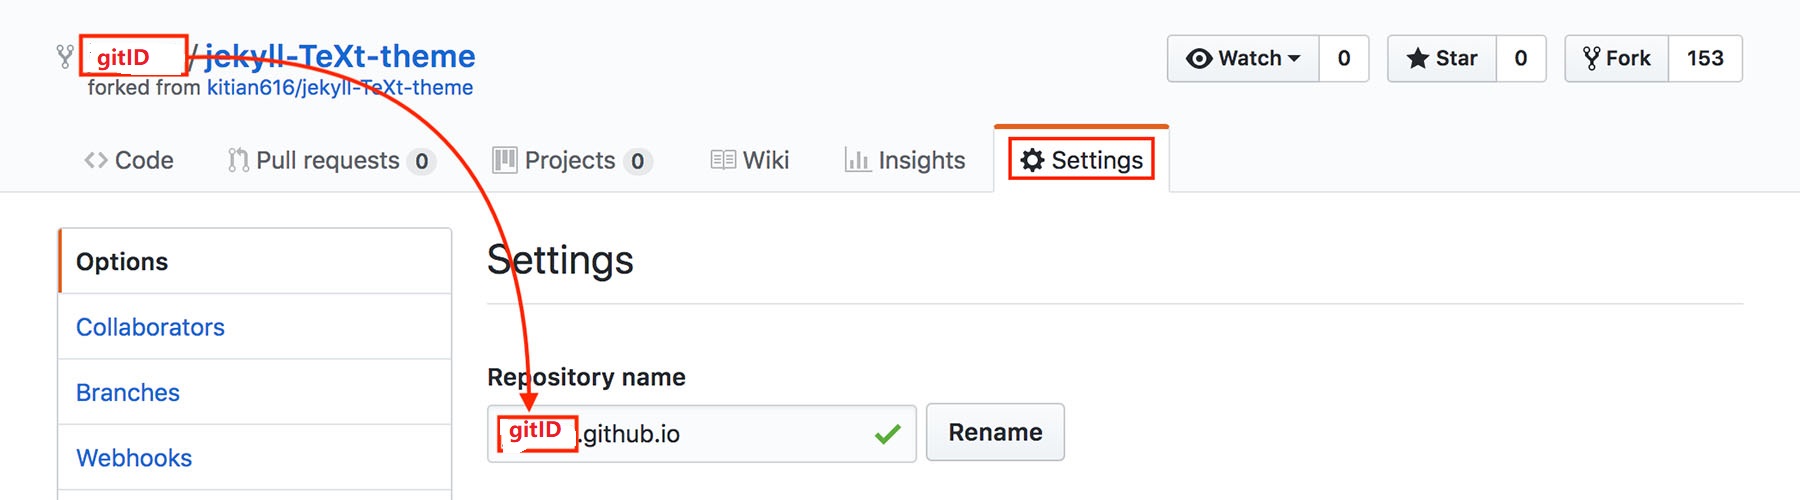 gitID / jekyll-TeXt-theme
Watch 0 Star 0 Fork 153
forked from kitian616/jekyll-TeXt-theme
Code Pull requests 0 Projects 0 Wiki Insights Settings
Options
Collaborators
Branches
Webhooks
Settings
Repository name
gitID.github.io Rename